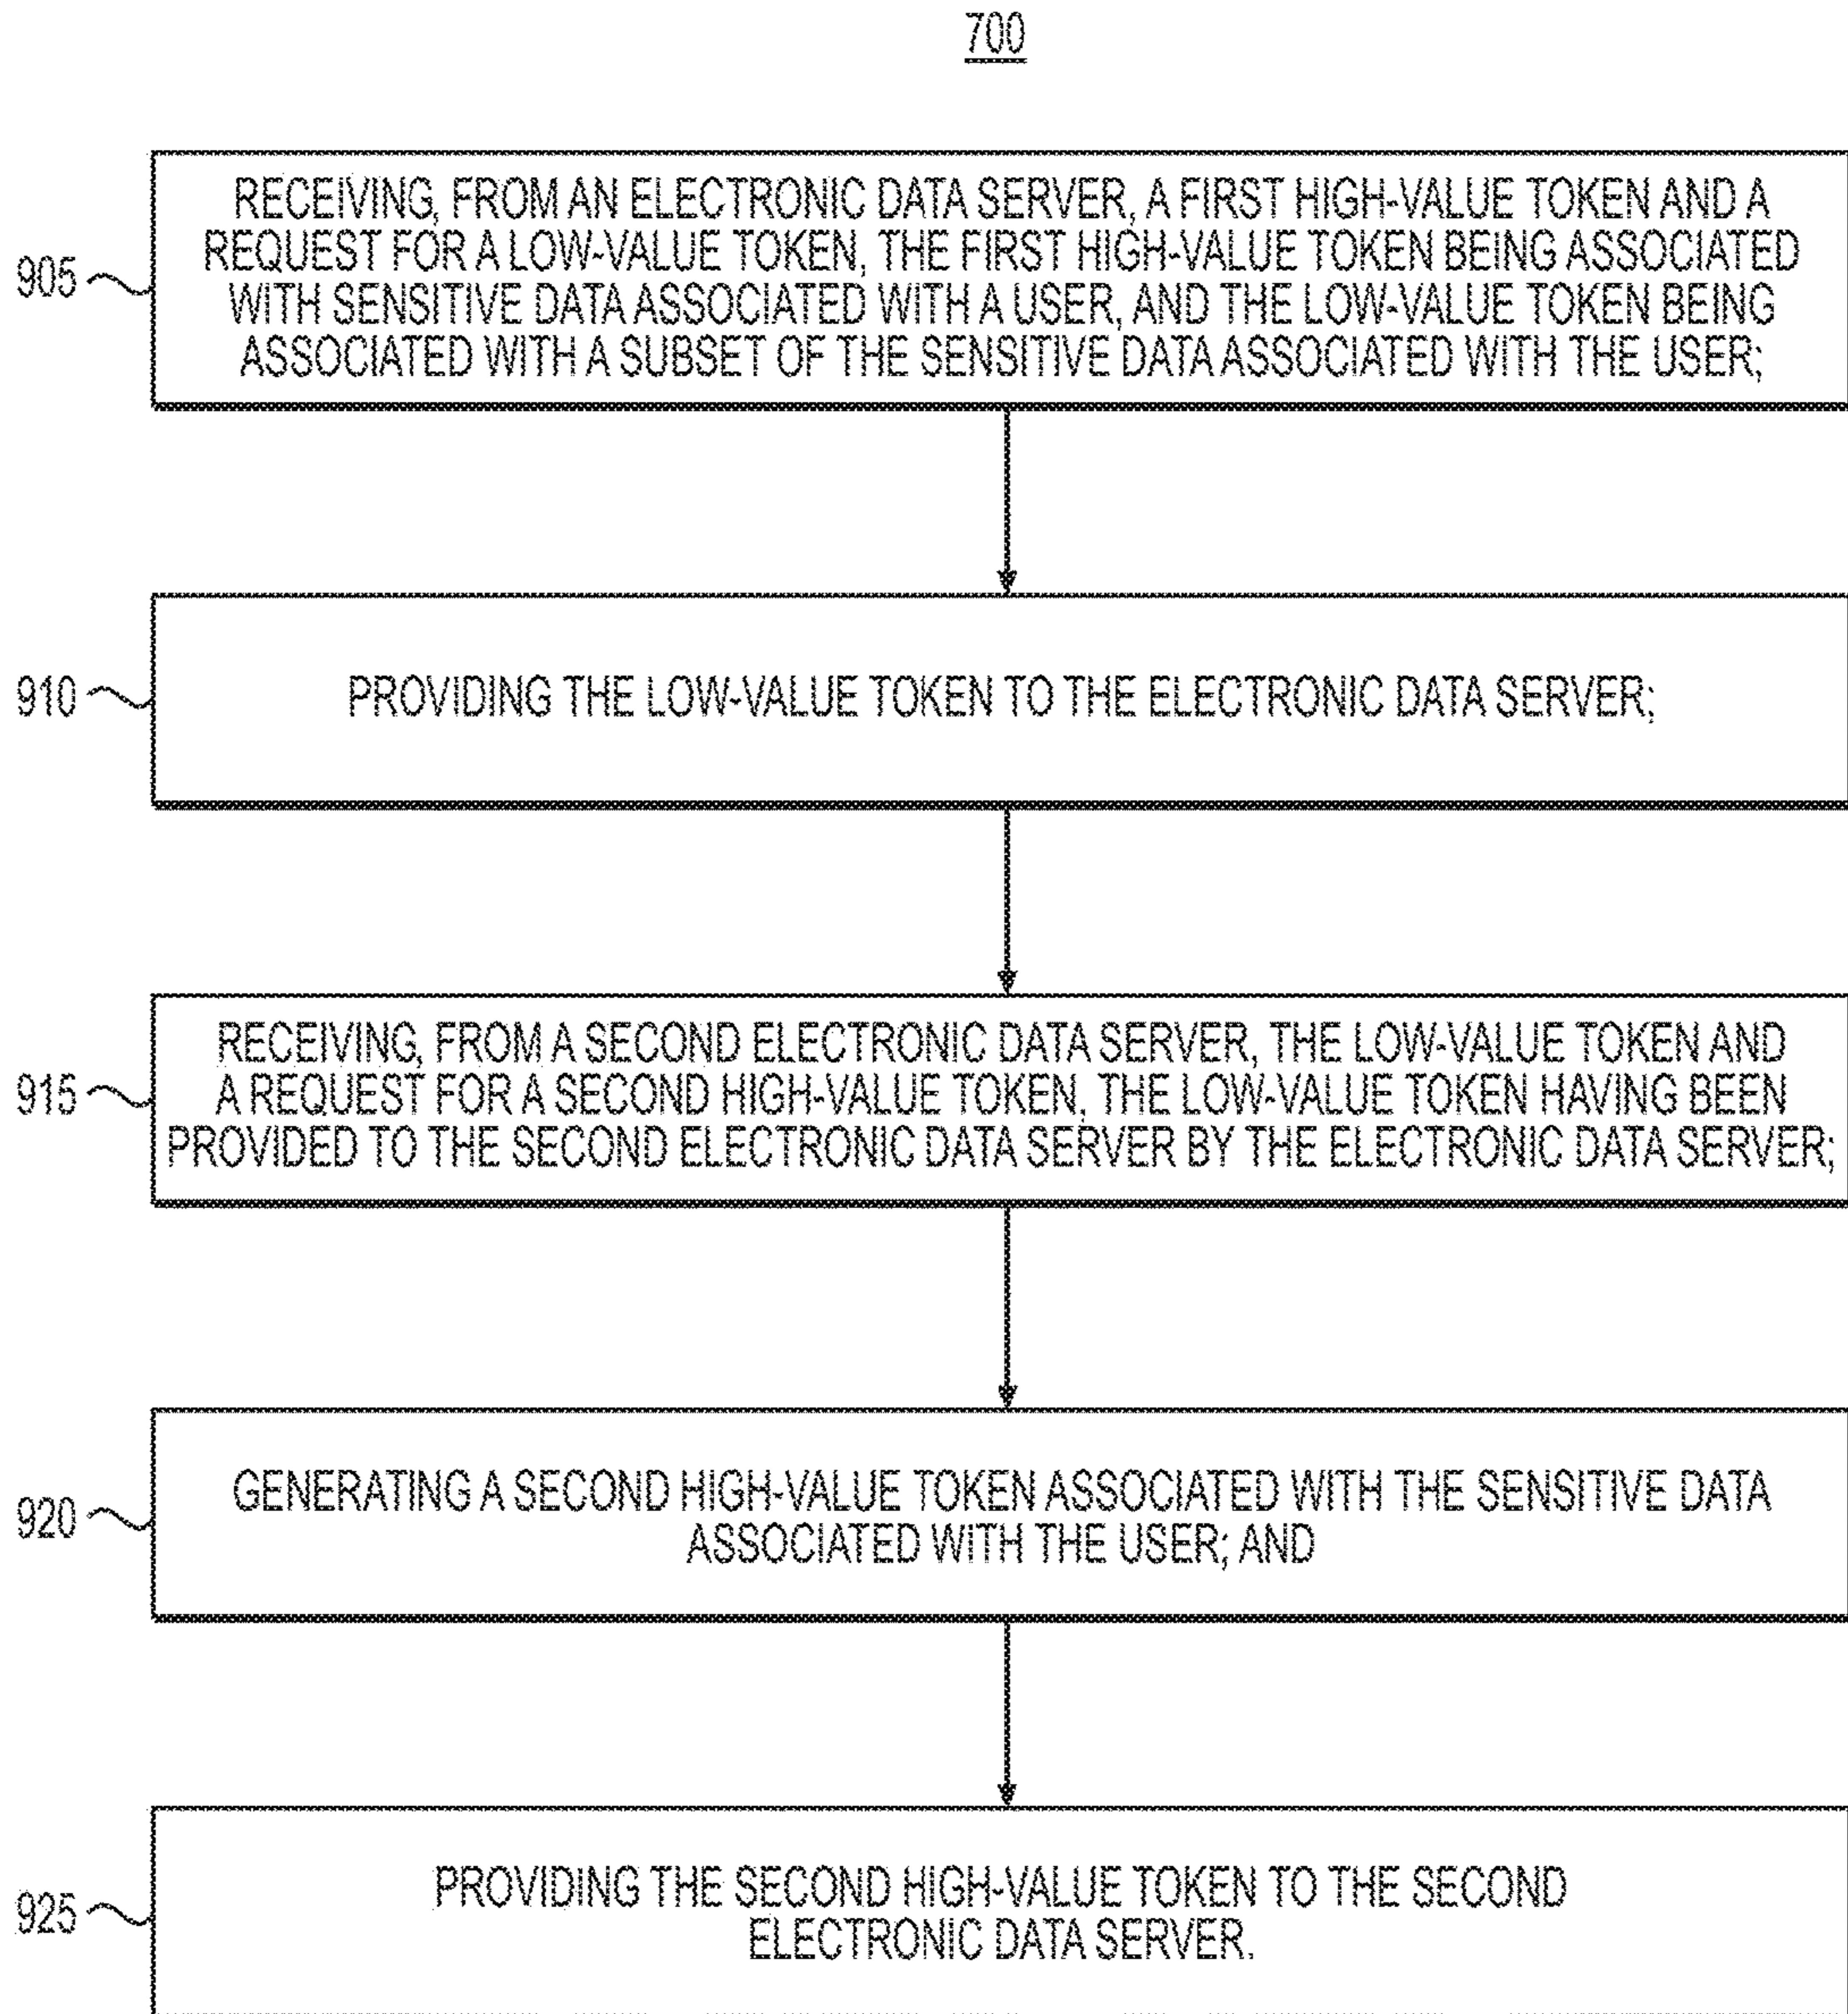 700
905
RECEIVING, FROM AN ELECTRONIC DATA SERVER, A FIRST HIGH-VALUE TOKEN AND A
REQUEST FOR A LOW-VALUE TOKEN, THE FIRST HIGH-VALUE TOKEN BEING ASSOCIATED
WITH SENSITIVE DATA ASSOCIATED WITH A USER, AND THE LOW-VALUE TOKEN BEING
ASSOCIATED WITH A SUBSET OF THE SENSITIVE DATA ASSOCIATED WITH THE USER;
910
PROVIDING THE LOW-VALUE TOKEN TO THE ELECTRONIC DATA SERVER;
915
RECEIVING, FROM A SECOND ELECTRONIC DATA SERVER, THE LOW-VALUE TOKEN AND
A REQUEST FOR A SECOND HIGH-VALUE TOKEN, THE LOW-VALUE TOKEN HAVING BEEN
PROVIDED TO THE SECOND ELECTRONIC DATA SERVER BY THE ELECTRONIC DATA SERVER;
920
GENERATING A SECOND HIGH-VALUE TOKEN ASSOCIATED WITH THE SENSITIVE DATA
ASSOCIATED WITH THE USER; AND
925
PROVIDING THE SECOND HIGH-VALUE TOKEN TO THE SECOND
ELECTRONIC DATA SERVER.